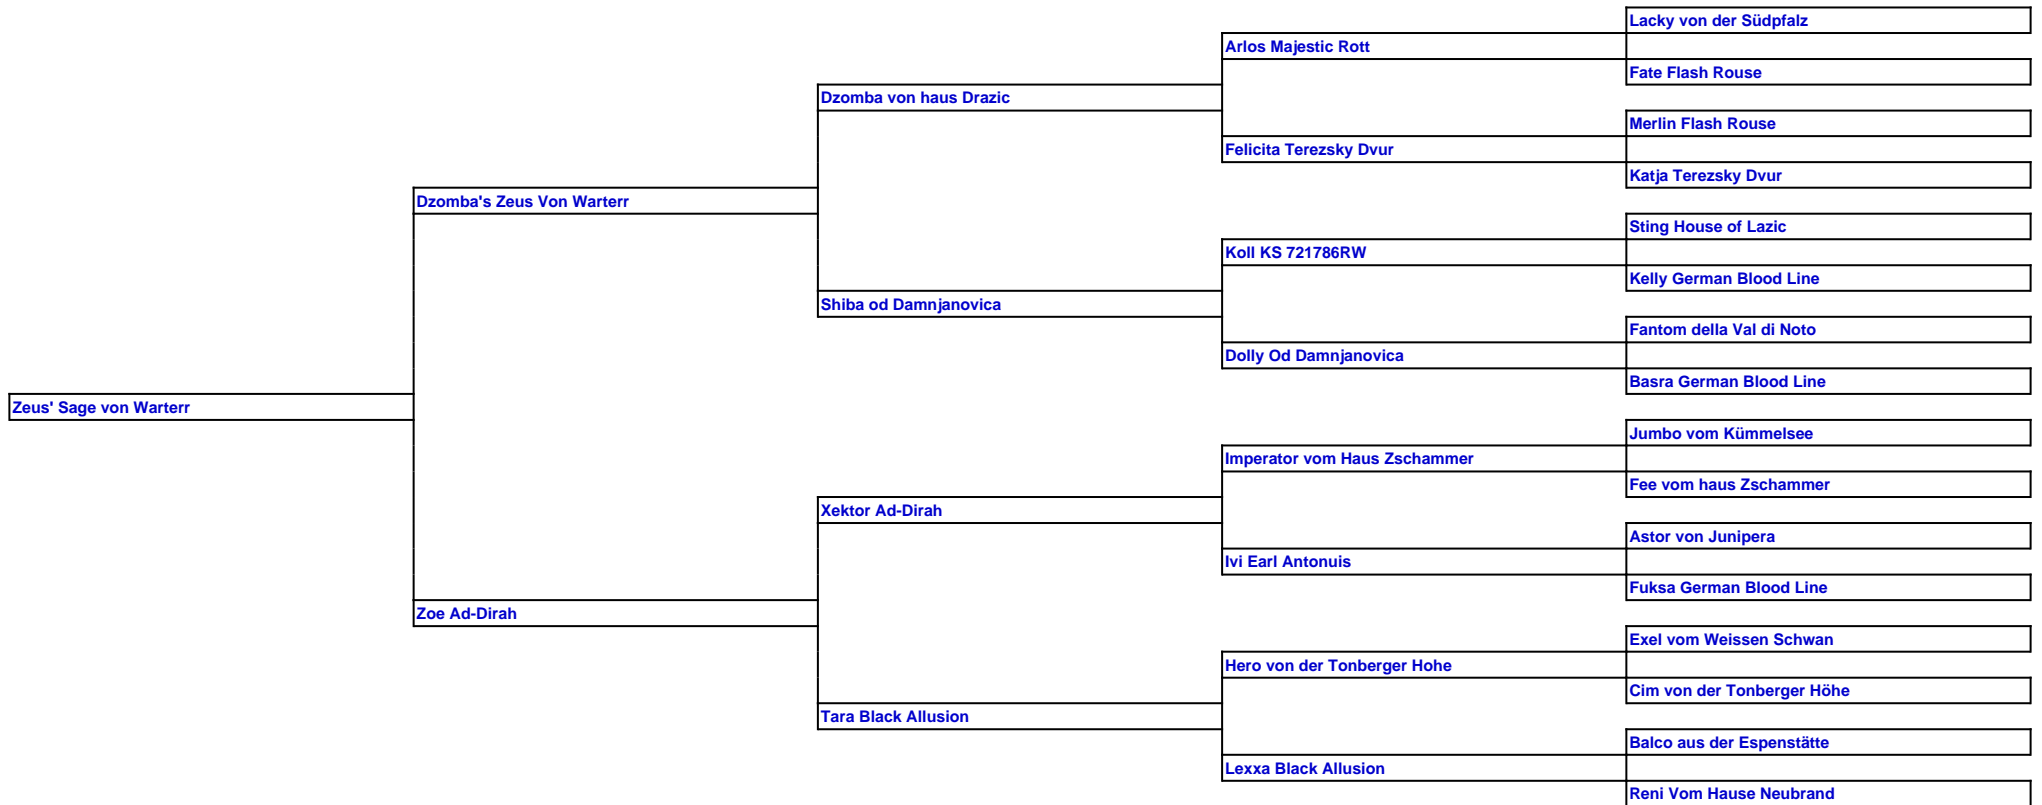 Lacky von der Südpfalz
Arlos Majestic Rott
Fate Flash Rouse
Dzomba von haus Drazic
Merlin Flash Rouse
Felicita Terezsky Dvur
Katja Terezsky Dvur
Dzomba's Zeus Von Warterr
Sting House of Lazic
Koll KS 721786RW
Kelly German Blood Line
Shiba od Damnjanovica
Fantom della Val di Noto
Dolly Od Damnjanovica
Basra German Blood Line
Zeus' Sage von Warterr
Jumbo vom Kümmelsee
Imperator vom Haus Zschammer
Fee vom haus Zschammer
Xektor Ad-Dirah
Astor von Junipera
Ivi Earl Antonuis
Fuksa German Blood Line
Zoe Ad-Dirah
Exel vom Weissen Schwan
Hero von der Tonberger Hohe
Cim von der Tonberger Höhe
Tara Black Allusion
Balco aus der Espenstätte
Lexxa Black Allusion
Reni Vom Hause Neubrand